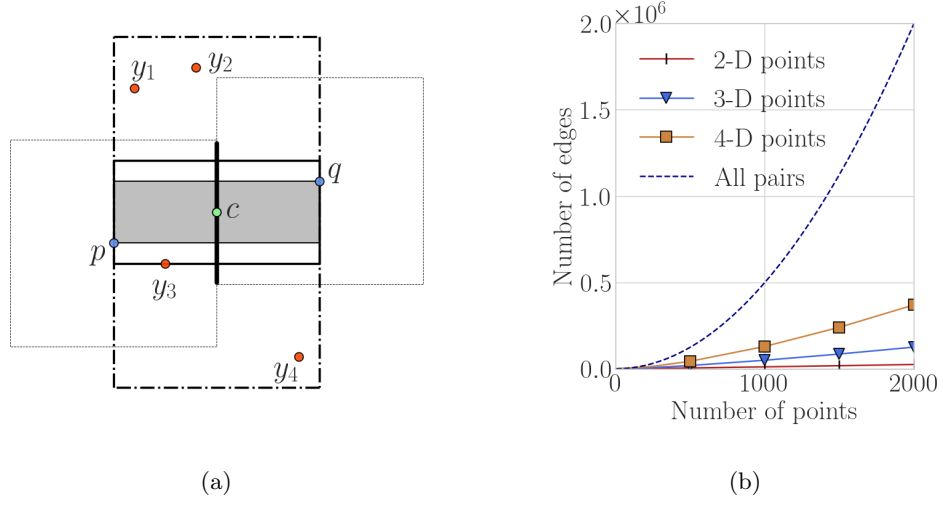 y1
y2
q
c
p
y3
y4
(a)
2.0 ×10^6
1.5
1.0
0.5
0.0
Number of edges
2-D points
3-D points
4-D points
All pairs
0 1000 2000
Number of points
(b)